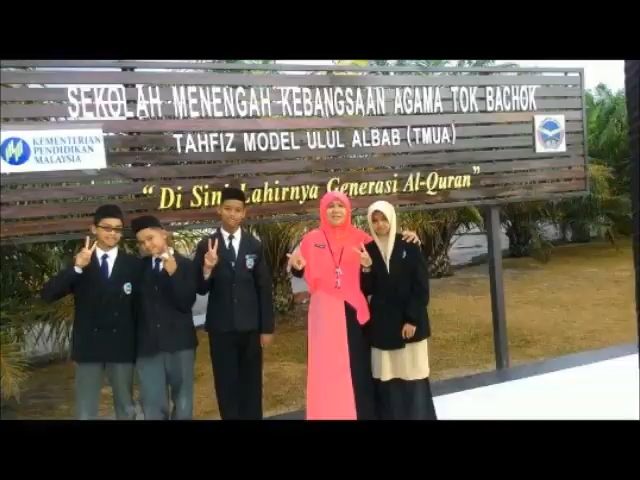 SEKOLAH MENENGAH KEBANGSAAN AGAMA TOK BACHOK
TAHFIZ MODEL ULUL ALBAB (TMUA)
KEMENTERIAN
PENDIDIKAN
MALAYSIA
"Di Sini Lahirnya Generasi Al-Quran"